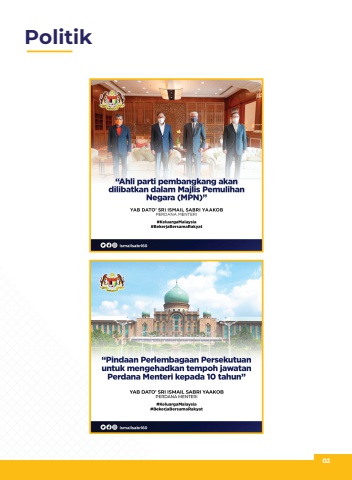 Politik
“Ahli parti pembangkang akan
dilibatkan dalam Majlis Pemulihan
Negara (MPN)”
YAB DATO’ SRI ISMAIL SABRI YAAKOB
PERDANA MENTERI
#KeluargaMalaysia
#BekerjaBersamaRakyat
ismailsabri60
“Pindaan Perlembagaan Persekutuan
untuk mengehadkan tempoh jawatan
Perdana Menteri kepada 10 tahun”
YAB DATO’ SRI ISMAIL SABRI YAAKOB
PERDANA MENTERI
#KeluargaMalaysia
#BekerjaBersamaRakyat
ismailsabri60
02